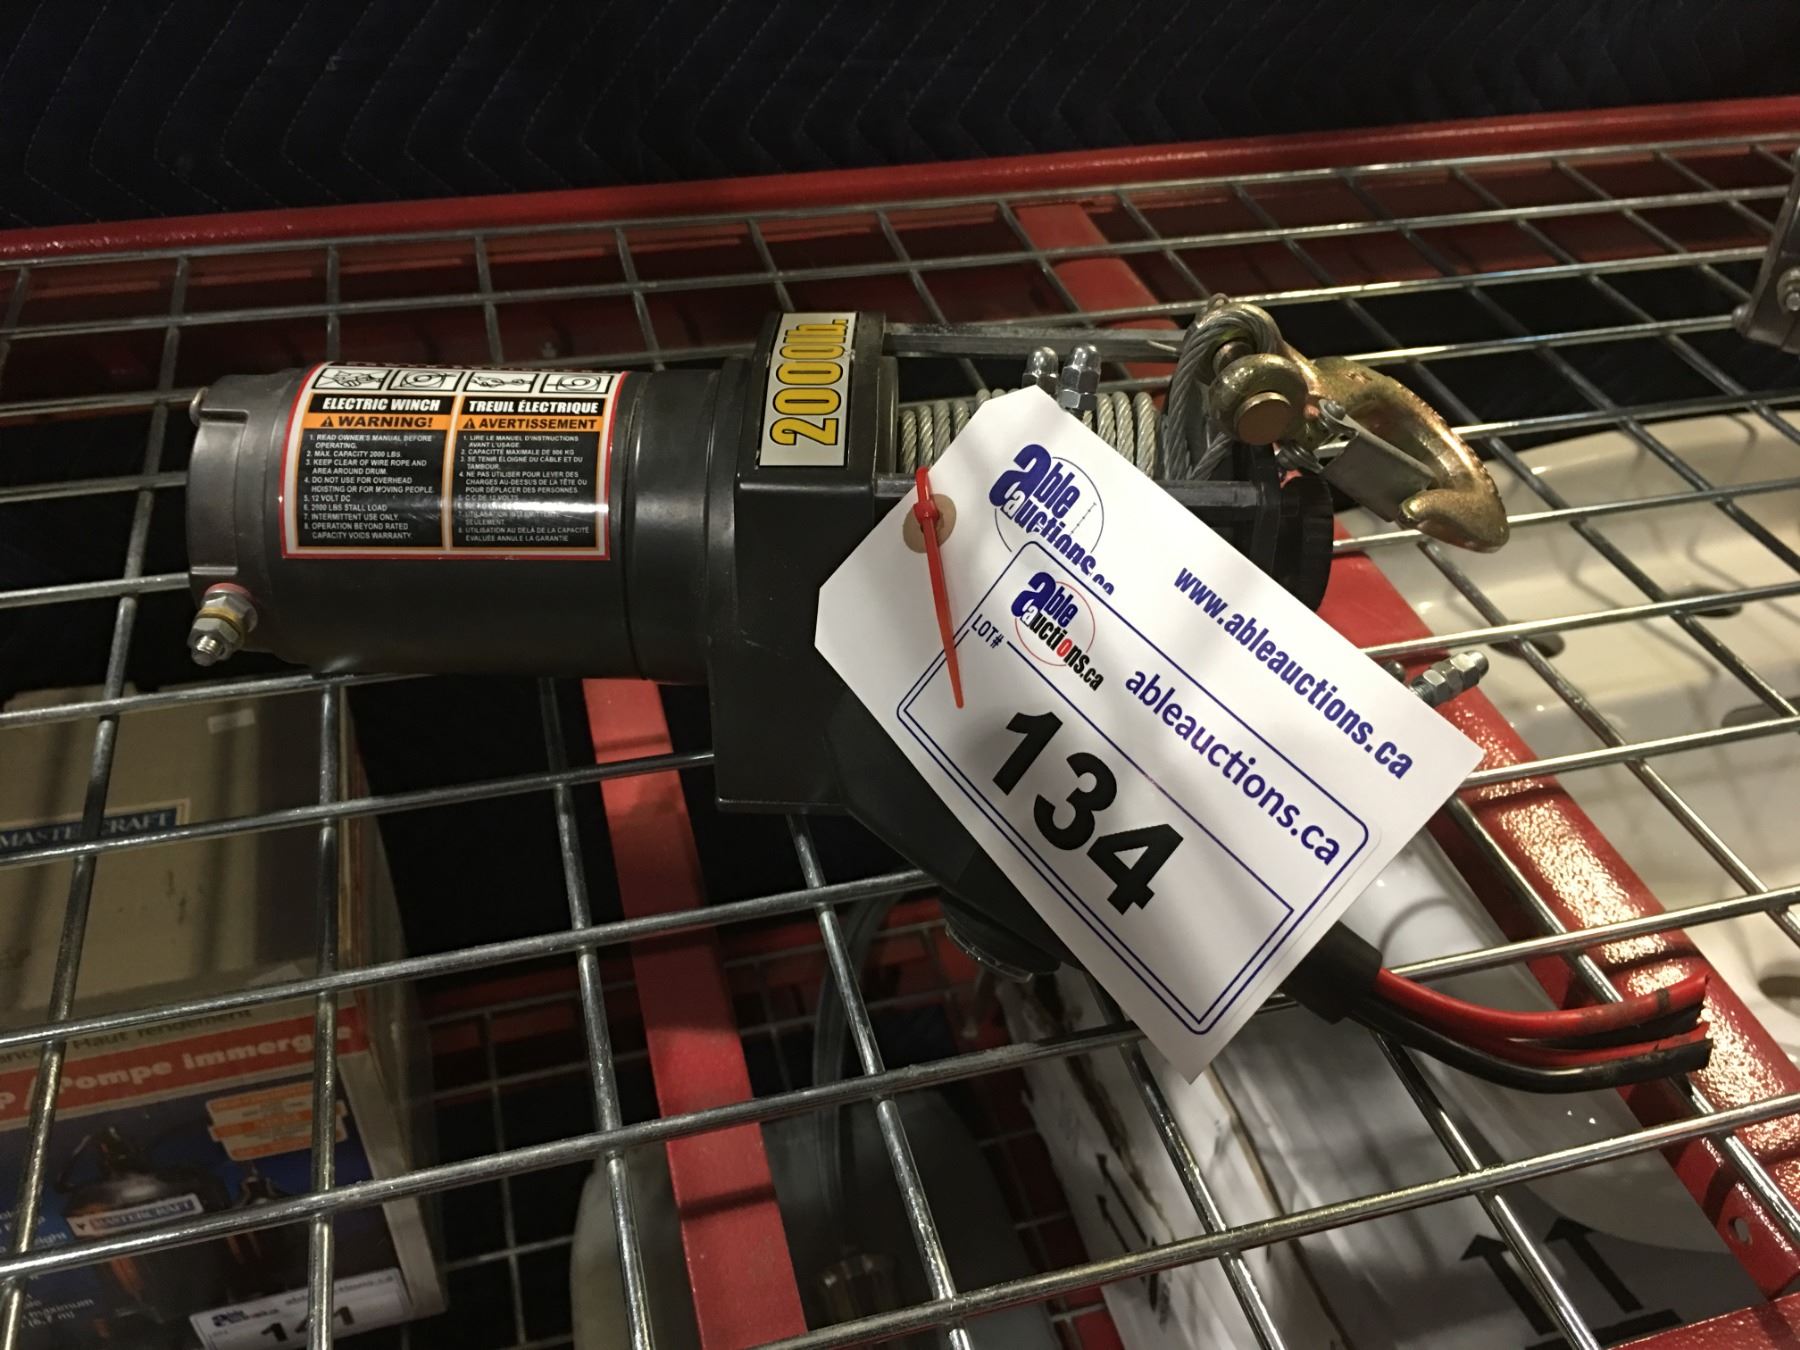 2000lb.
ELECTRIC WINCH
WARNING!
1. READ OWNER'S MANUAL BEFORE
OPERATING.
2. MAX. CAPACITY 2000 LBS.
3. KEEP CLEAR OF WIRE ROPE AND
AREA AROUND DRUM.
4. DO NOT USE FOR OVERHEAD
HOISTING OR FOR MOVING PEOPLE.
5. 12 VOLT DC
6. 2000 LBS STALL LOAD
7. INTERMITTENT USE ONLY.
8. OPERATION BEYOND RATED
CAPACITY VOIDS WARRANTY.
TREUIL ÉLECTRIQUE
AVERTISSEMENT
1. LIRE LE MANUEL D'INSTRUCTIONS
AVANT L'USAGE.
2. CAPACITÉ MAXIMALE DE
3. SE TENIR ÉLOIGNÉ DU CÂBLE ET DU
TAMBOUR.
4. NE PAS UTILISER POUR LEVER DES
CHARGES AU-DESSUS DE LA TÊTE OU
POUR DÉPLACER DES PERSONNES.
SEULEMENT.
8. UTILISATION AU DELÀ DE LA CAPACITÉ
ÉVALUÉE ANNULE LA GARANTIE
able
auctions.ca
www.ableauctions.ca
LOT#
able
auctions.ca
ableauctions.ca
134
MASTERCRAFT
Haut rendement
Pompe immergée
MASTERCRAFT
maximum
able
141